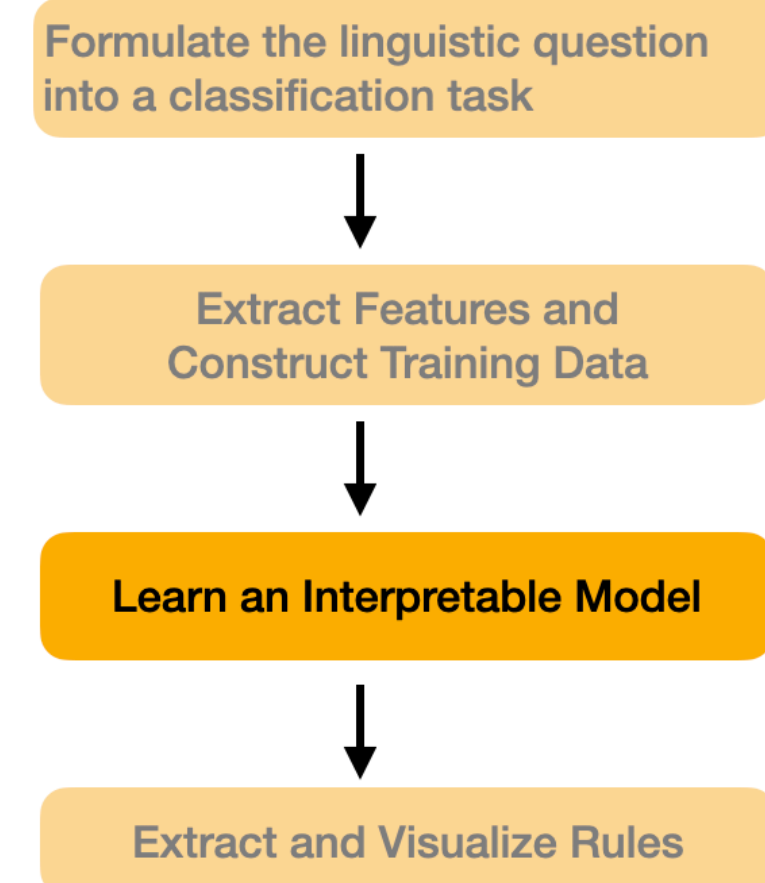 Formulate the linguistic question
into a classification task
Extract Features and
Construct Training Data
Learn an Interpretable Model
Extract and Visualize Rules